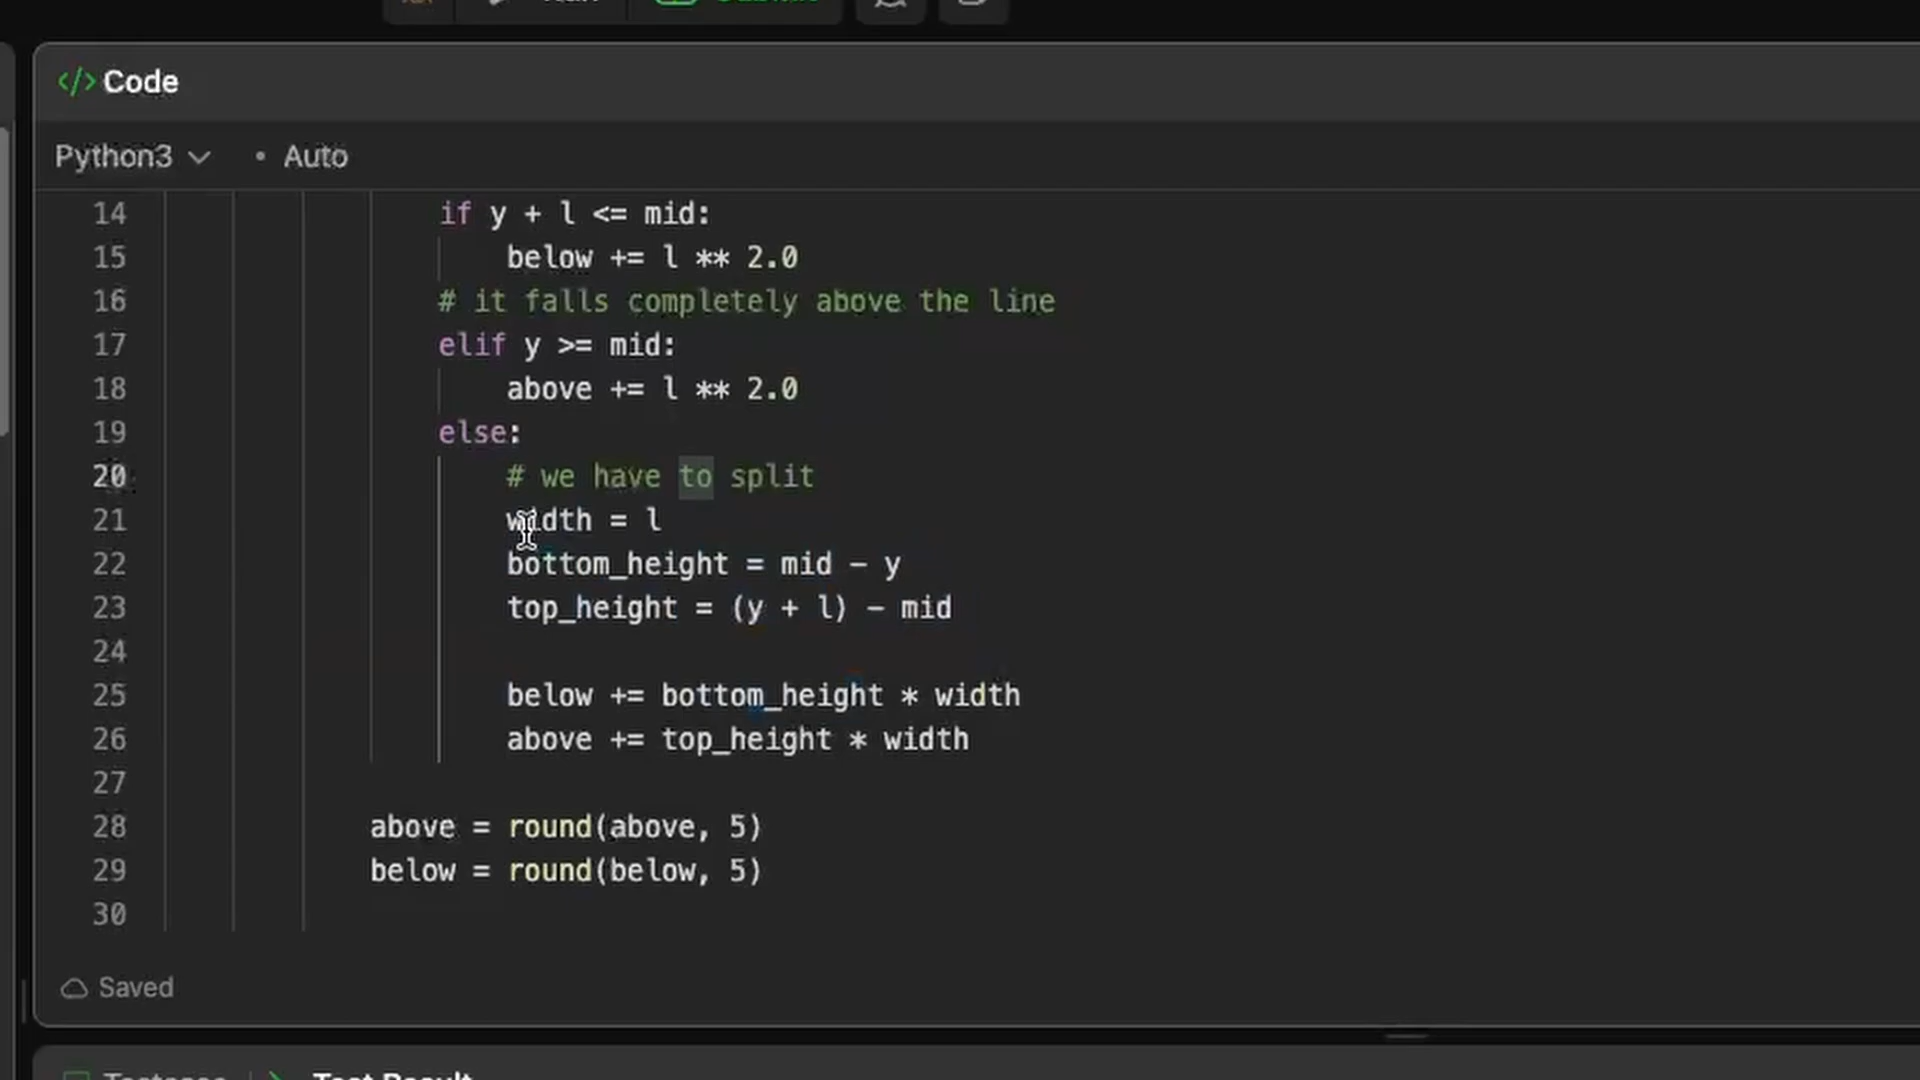 </> Code
Python3 • Auto
14 if y + l <= mid:
15 below += l ** 2.0
16 # it falls completely above the line
17 elif y >= mid:
18 above += l ** 2.0
19 else:
20 # we have to split
21 width = l
22 bottom_height = mid - y
23 top_height = (y + l) - mid
24
25 below += bottom_height * width
26 above += top_height * width
27
28 above = round(above, 5)
29 below = round(below, 5)
30
Saved
Testcase Test Result